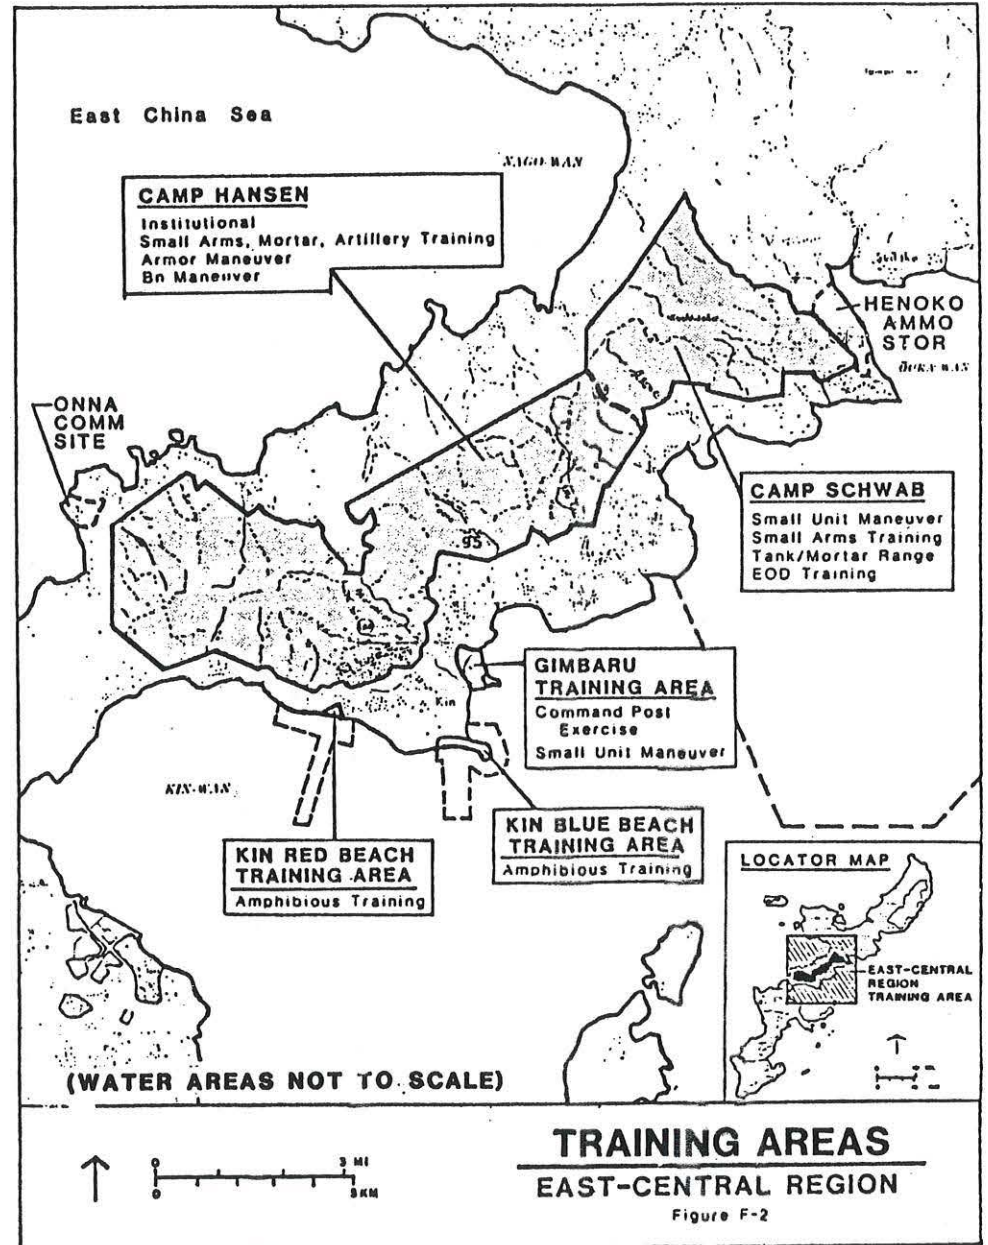 East China Sea
NAGO-WAN
CAMP HANSEN
Institutional
Small Arms, Mortar, Artillery Training
Armor Maneuver
Bn Maneuver
HENOKO
AMMO
STOR
ONNA
COMM
SITE
CAMP SCHWAB
Small Unit Maneuver
Small Arms Training
Tank/Mortar Range
EOD Training
95
GIMBARU
TRAINING AREA
Command Post
Exercise
Small Unit Maneuver
Kin
KIN-WAN
KIN RED BEACH
TRAINING AREA
Amphibious Training
KIN BLUE BEACH
TRAINING AREA
Amphibious Training
LOCATOR MAP
EAST-CENTRAL
REGION
TRAINING AREA
(WATER AREAS NOT TO SCALE)
0 3 MI
0 3KM
TRAINING AREAS
EAST-CENTRAL REGION
Figure F-2